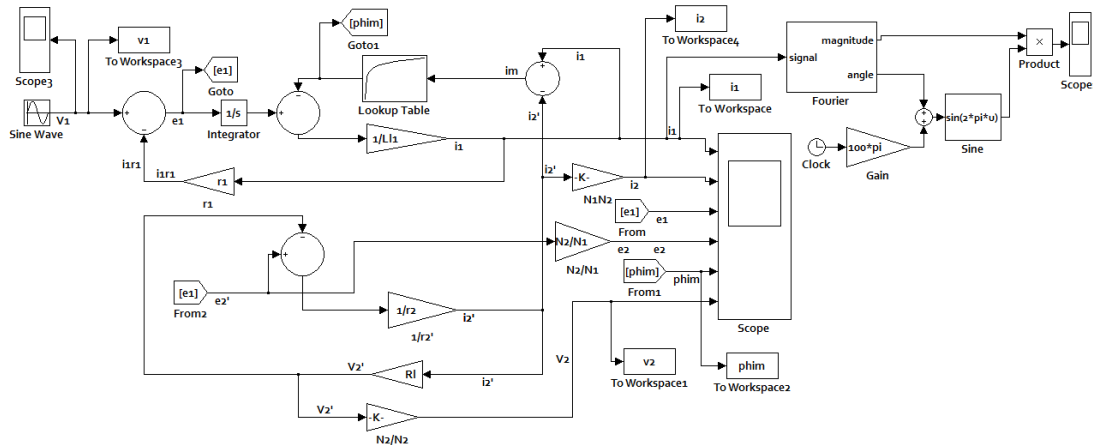 Scope3
v1
To Workspace3
[e1]
Goto
[phim]
Goto1
Lookup Table
im
i1
i2'
i2
To Workspace4
i1
To Workspace
signal
magnitude
angle
Fourier
Product
Scope
sin(2*pi*u)
Sine
Clock
100*pi
Gain
Sine Wave
V1
e1
1/s
Integrator
1/Ll1
i1
i1
i1r1
i1r1
r1
r1
i2'
-K-
i2
N1N2
[e1]
From
e1
N2/N1
e2
e2
N2/N1
[phim]
From1
phim
Scope
[e1]
From2
e2'
1/r2
1/r2'
i2'
V2'
Rl
i2'
V2'
-K-
N2/N2
V2
v2
To Workspace1
phim
To Workspace2